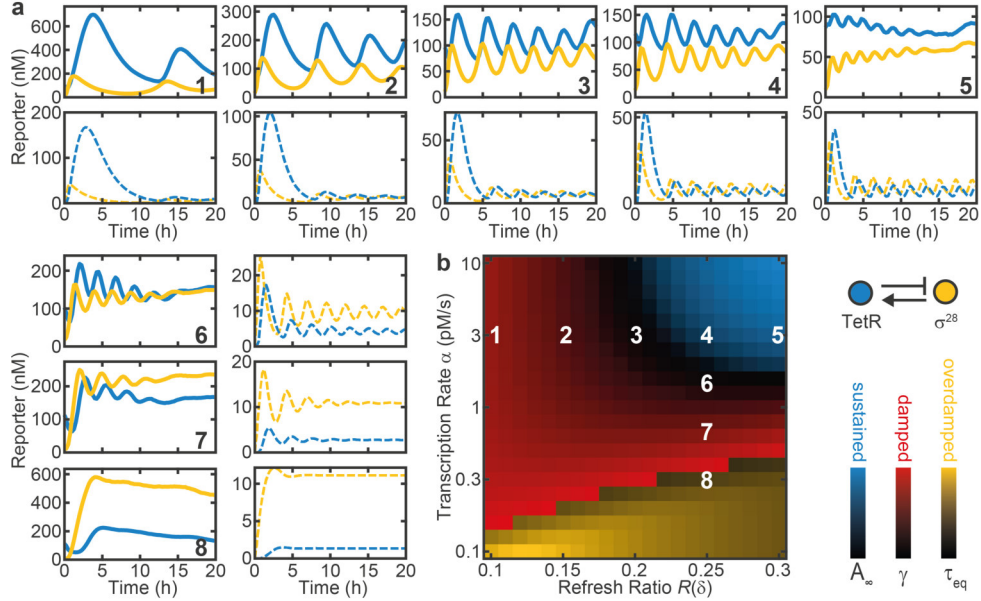 a
Reporter (nM)
600
400
200
0
1
300
200
100
0
2
150
100
50
0
3
150
100
50
0
4
100
50
0
5
200
100
0
0 5 10 15 20
Time (h)
100
50
0
0 5 10 15 20
Time (h)
50
0
0 5 10 15 20
Time (h)
50
0
0 5 10 15 20
Time (h)
50
0
0 5 10 15 20
Time (h)
Reporter (nM)
200
100
0
6
20
10
0
200
100
0
7
20
10
0
600
400
200
0
8
0 5 10 15 20
Time (h)
10
5
0
0 5 10 15 20
Time (h)
b
Transcription Rate α (pM/s)
10
3
1
0.3
0.1
1 2 3 4 5
6
7
8
0.1 0.15 0.2 0.25 0.3
Refresh Ratio R(δ)
TetR σ²⁸
sustained damped overdamped
A∞ γ τeq